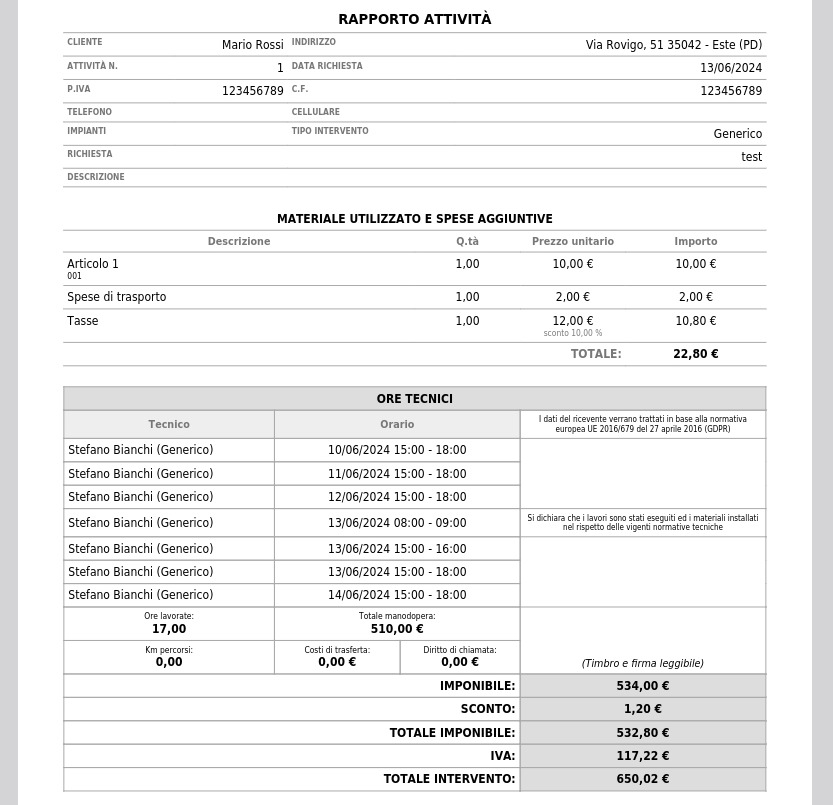 RAPPORTO ATTIVITÀ
CLIENTE Mario Rossi INDIRIZZO Via Rovigo, 51 35042 - Este (PD)
ATTIVITÀ N. 1 DATA RICHIESTA 13/06/2024
P.IVA 123456789 C.F. 123456789
TELEFONO CELLULARE
IMPIANTI TIPO INTERVENTO Generico
RICHIESTA test
DESCRIZIONE
MATERIALE UTILIZZATO E SPESE AGGIUNTIVE
Descrizione Q.tà Prezzo unitario Importo
Articolo 1 1,00 10,00 € 10,00 €
001
Spese di trasporto 1,00 2,00 € 2,00 €
Tasse 1,00 12,00 € 10,80 €
sconto 10,00 %
TOTALE: 22,80 €
ORE TECNICI
Tecnico Orario
I dati del ricevente verrano trattati in base alla normativa
europea UE 2016/679 del 27 aprile 2016 (GDPR)
Stefano Bianchi (Generico) 10/06/2024 15:00 - 18:00
Stefano Bianchi (Generico) 11/06/2024 15:00 - 18:00
Stefano Bianchi (Generico) 12/06/2024 15:00 - 18:00
Stefano Bianchi (Generico) 13/06/2024 08:00 - 09:00
Si dichiara che i lavori sono stati eseguiti ed i materiali installati
nel rispetto delle vigenti normative tecniche
Stefano Bianchi (Generico) 13/06/2024 15:00 - 16:00
Stefano Bianchi (Generico) 13/06/2024 15:00 - 18:00
Stefano Bianchi (Generico) 14/06/2024 15:00 - 18:00
Ore lavorate: Totale manodopera:
17,00 510,00 €
Km percorsi: Costi di trasferta: Diritto di chiamata:
0,00 0,00 € 0,00 €
(Timbro e firma leggibile)
IMPONIBILE: 534,00 €
SCONTO: 1,20 €
TOTALE IMPONIBILE: 532,80 €
IVA: 117,22 €
TOTALE INTERVENTO: 650,02 €